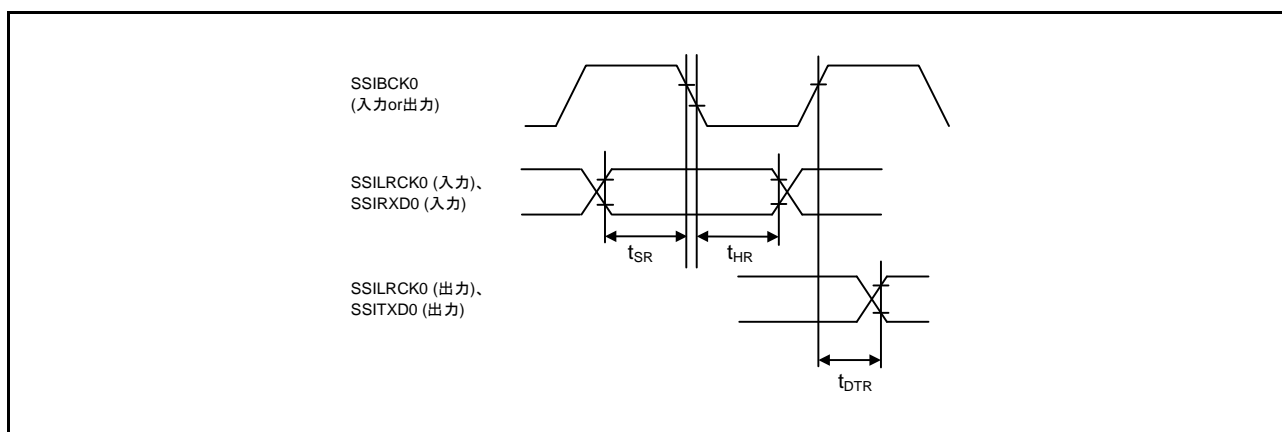 SSIBCK0
(入力or出力)
SSILRCK0 (入力)、
SSIRXD0 (入力)
tSR
tHR
SSILRCK0 (出力)、
SSITXD0 (出力)
tDTR